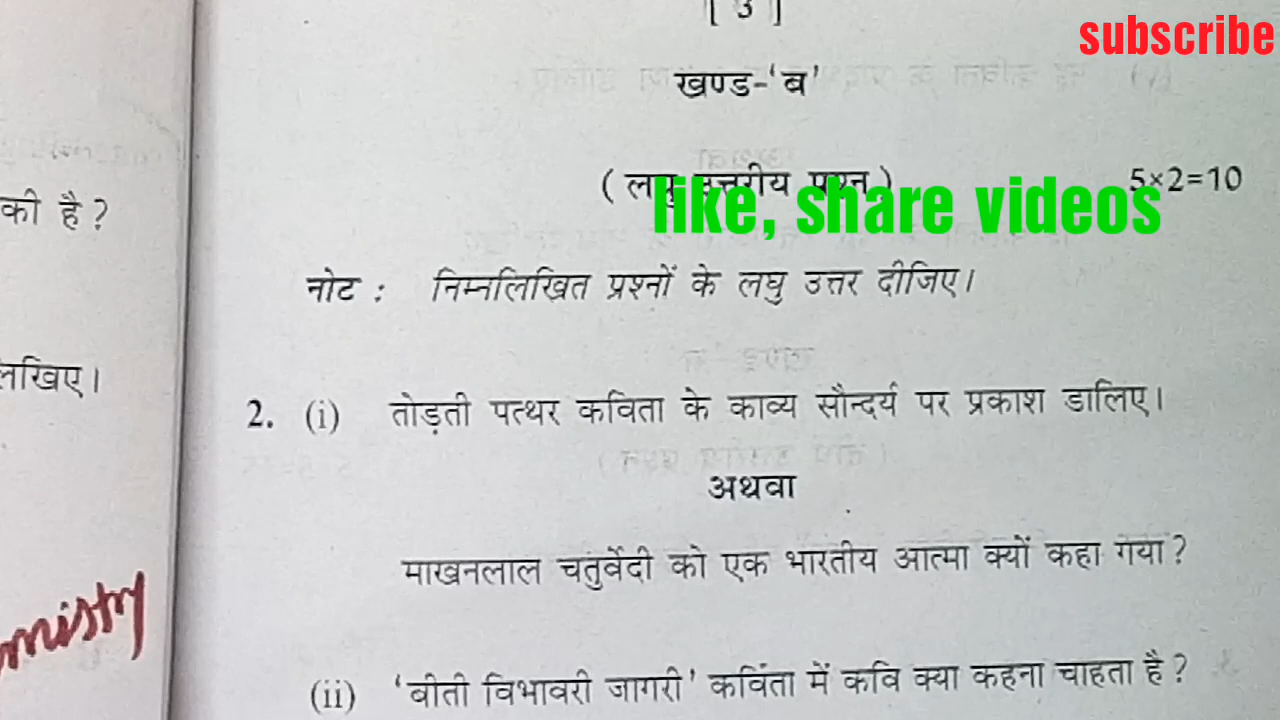 [ 3 ]
subscribe
खण्ड-'ब'
( लघु उत्तरीय प्रश्न ) 5×2=10
like, share videos
की है ?
नोट : निम्नलिखित प्रश्नों के लघु उत्तर दीजिए।
लखिए।
2. (i) तोड़ती पत्थर कविता के काव्य सौन्दर्य पर प्रकाश डालिए।
अथवा
माखनलाल चतुर्वेदी को एक भारतीय आत्मा क्यों कहा गया ?
mistry
(ii) 'बीती विभावरी जागरी' कविता में कवि क्या कहना चाहता है ?